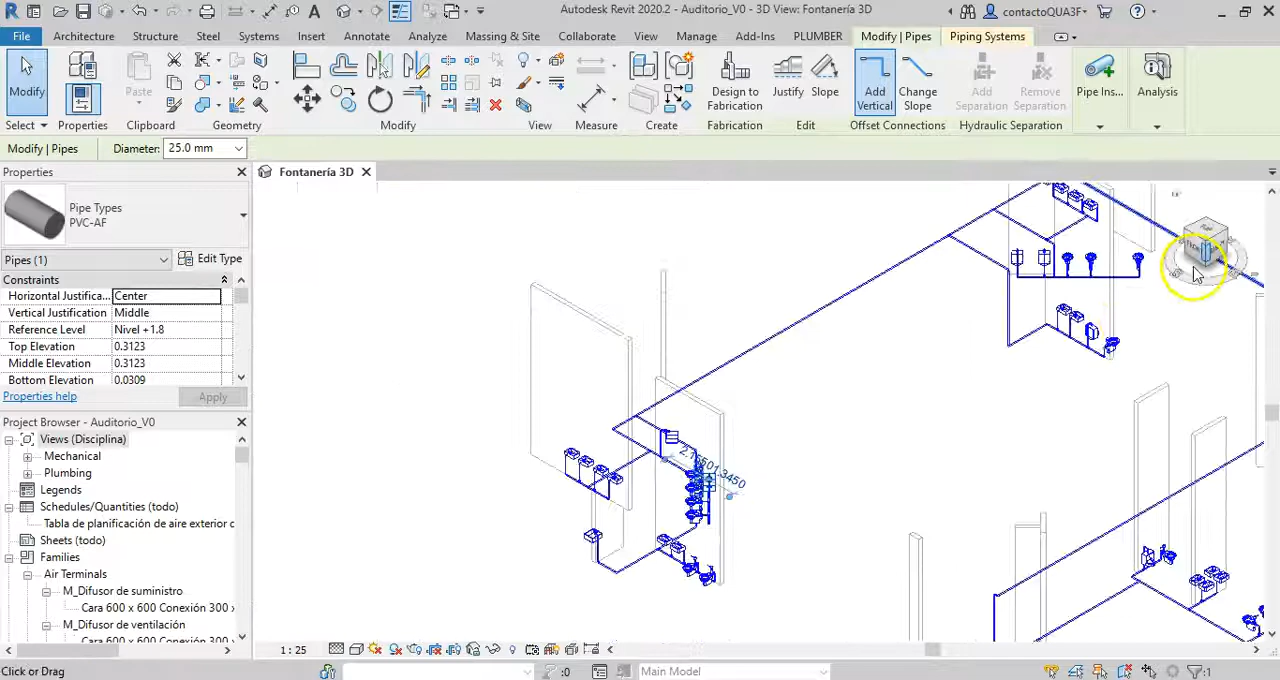 Autodesk Revit 2020.2 - Auditorio_V0 - 3D View: Fontanería 3D
contactoQUA3F
File Architecture Structure Steel Systems Insert Annotate Analyze Massing & Site Collaborate View Manage Add-Ins PLUMBER Modify | Pipes Piping Systems
Modify
Paste
Design to
Fabrication
Justify
Slope
Add
Vertical
Change
Slope
Add
Separation
Remove
Separation
Pipe Ins...
Analysis
Select
Properties
Clipboard
Geometry
Modify
View
Measure
Create
Fabrication
Edit
Offset Connections
Hydraulic Separation
Modify | Pipes
Diameter: 25.0 mm
Properties
Fontanería 3D
Pipe Types
PVC-AF
Pipes (1)
Edit Type
Constraints
Horizontal Justifica... Center
Vertical Justification Middle
Reference Level Nivel +1.8
Top Elevation 0.3123
Middle Elevation 0.3123
Bottom Elevation 0.0309
Properties help
Apply
Project Browser - Auditorio_V0
Views (Disciplina)
Mechanical
Plumbing
Legends
Schedules/Quantities (todo)
Tabla de planificación de aire exterior c
Sheets (todo)
Families
Air Terminals
M_Difusor de suministro
Cara 600 x 600 Conexión 300 x
M_Difusor de ventilación
Cara 600 x 600 Conexión 300 x
1 : 25
Click or Drag
:0
Main Model
:1